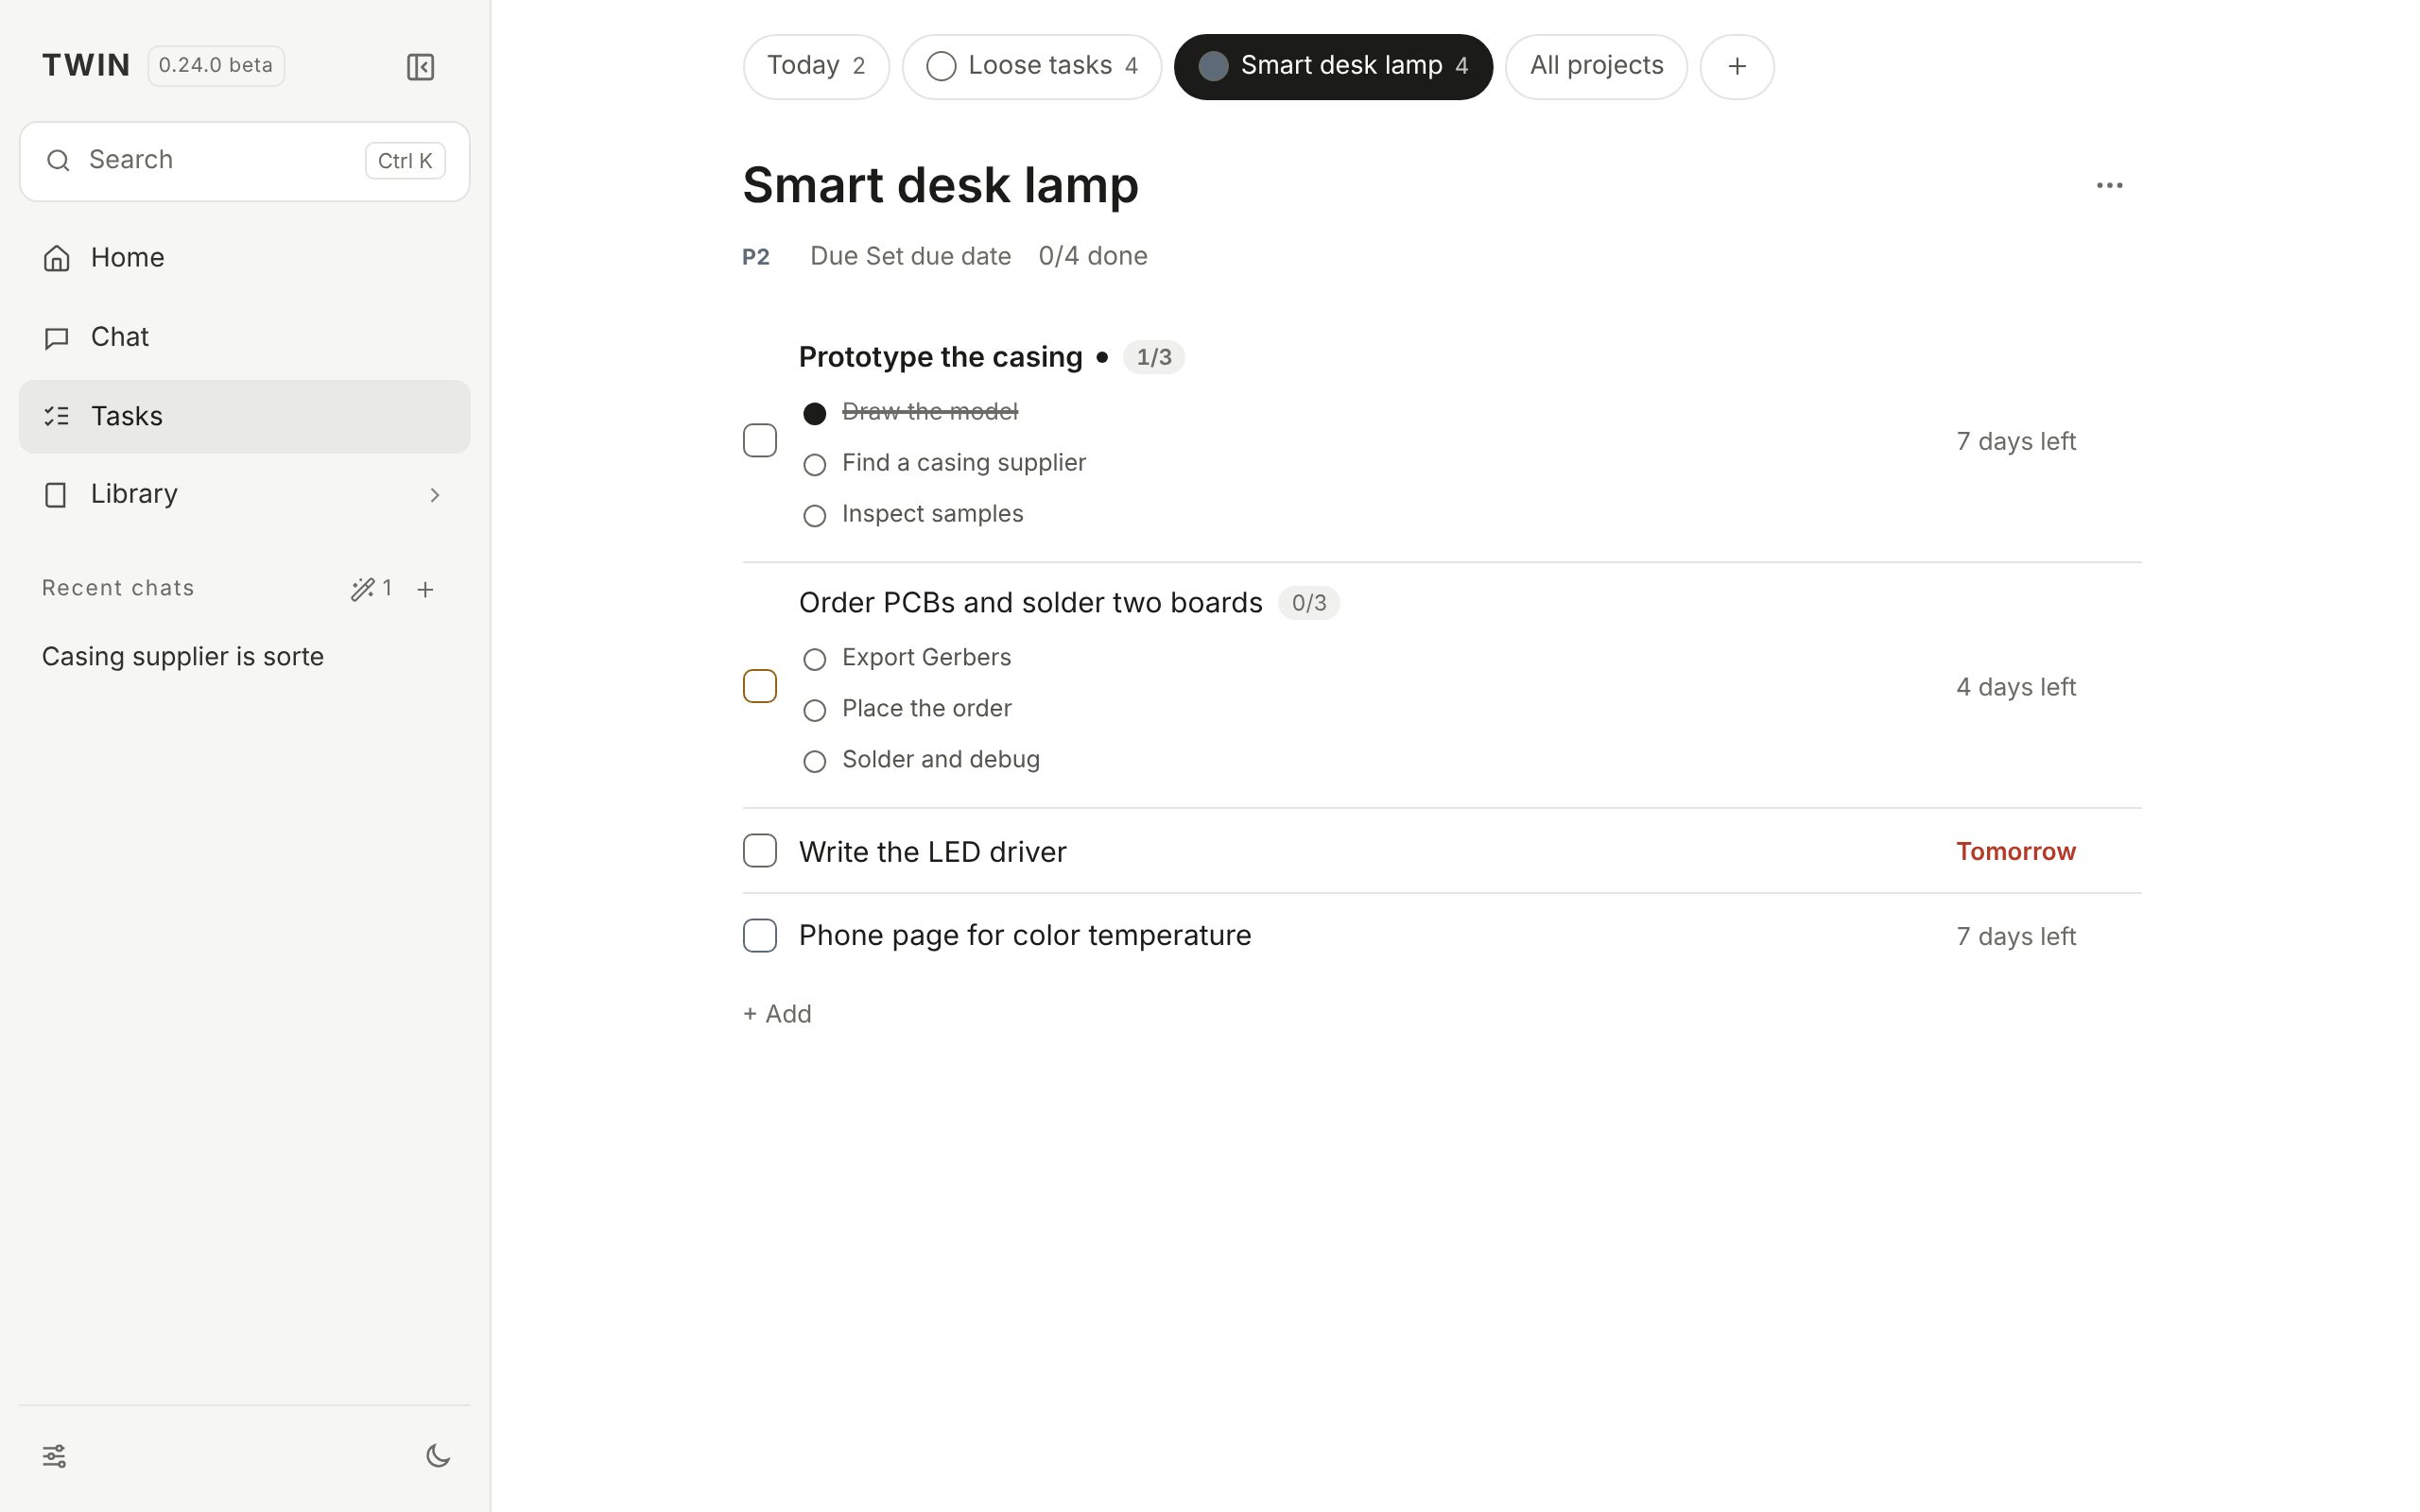 TWIN 0.24.0 beta
Search Ctrl K
Home
Chat
Tasks
Library
Recent chats 1 +
Casing supplier is sorte
Today 2 Loose tasks 4 Smart desk lamp 4 All projects +
Smart desk lamp
P2 Due Set due date 0/4 done
Prototype the casing • 1/3
Draw the model
Find a casing supplier
Inspect samples
7 days left
Order PCBs and solder two boards 0/3
Export Gerbers
Place the order
Solder and debug
4 days left
Write the LED driver Tomorrow
Phone page for color temperature 7 days left
+ Add